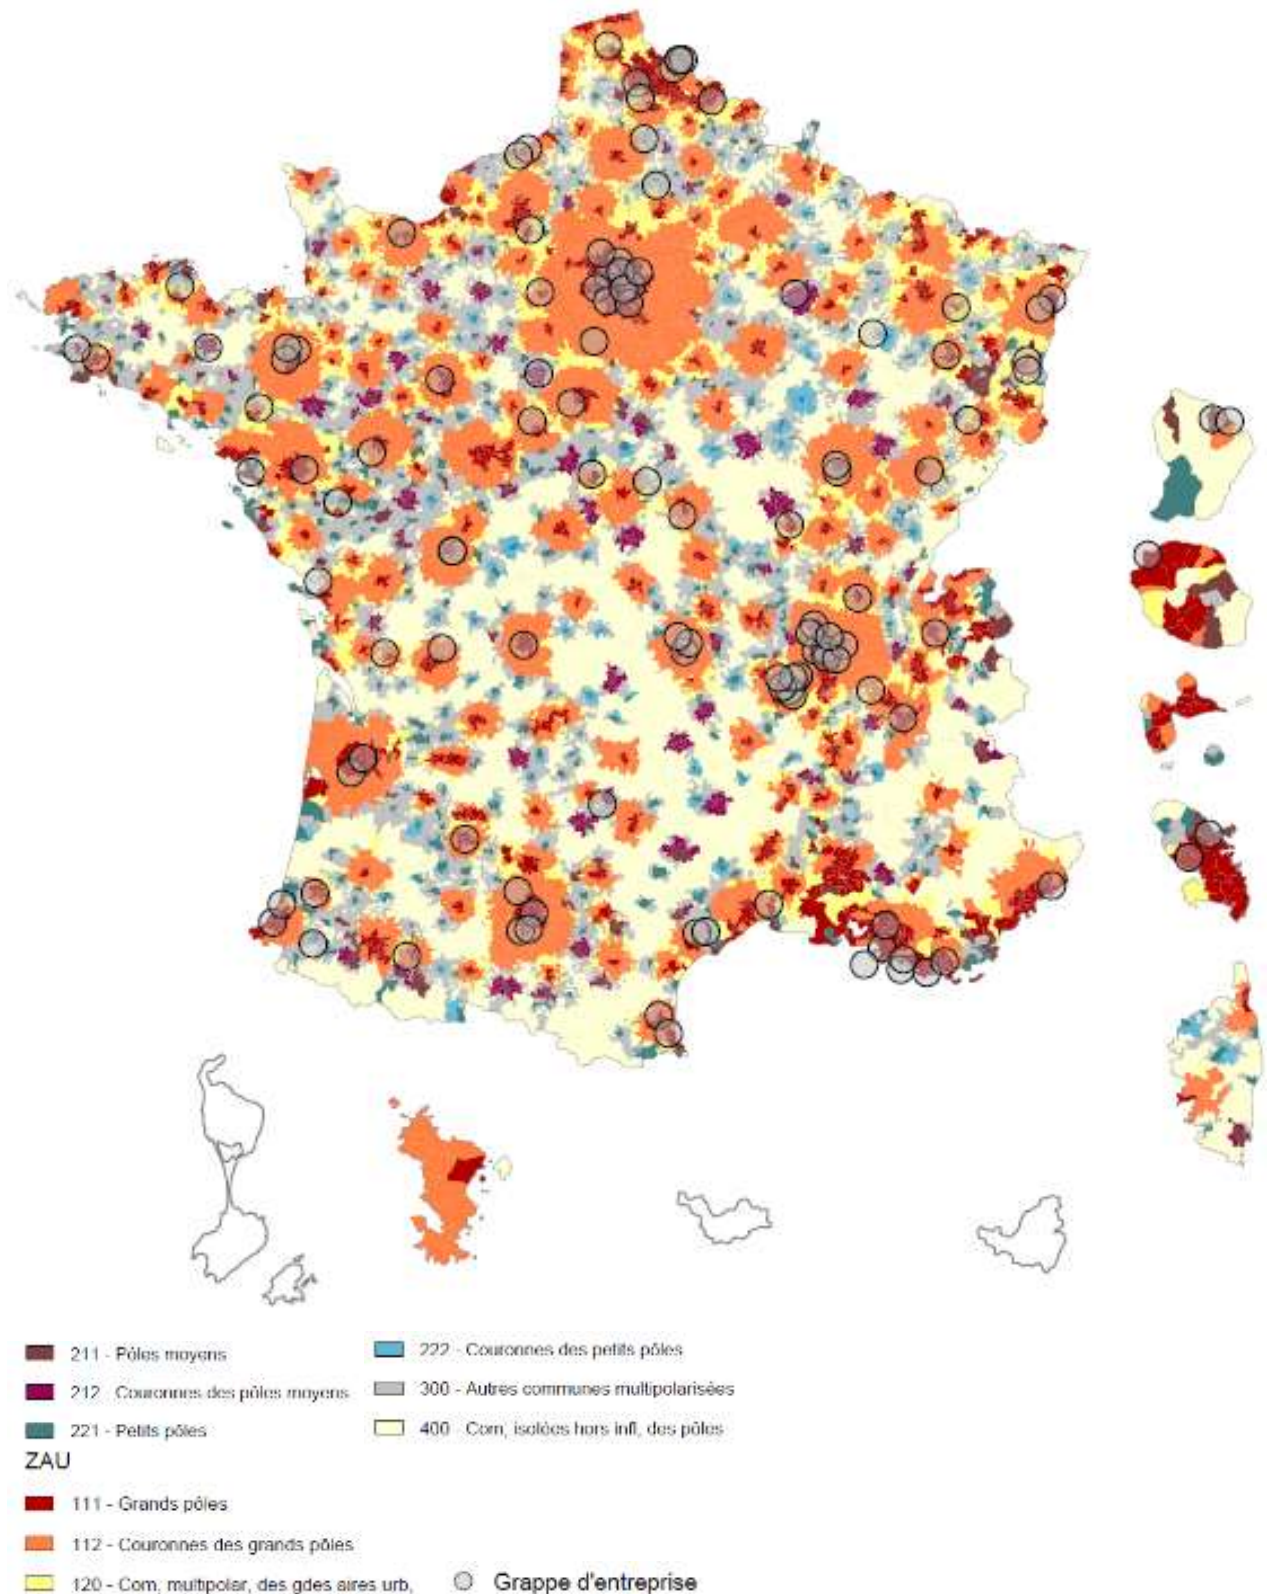 211 - Pôles moyens
212 - Couronnes des pôles moyens
221 - Petits pôles
222 - Couronnes des petits pôles
300 - Autres communes multipolarisées
400 - Com, isolées hors infl, des pôles
ZAU
111 - Grands pôles
112 - Couronnes des grands pôles
120 - Com, multipolar, des gdes aires urb,
Grappe d'entreprise